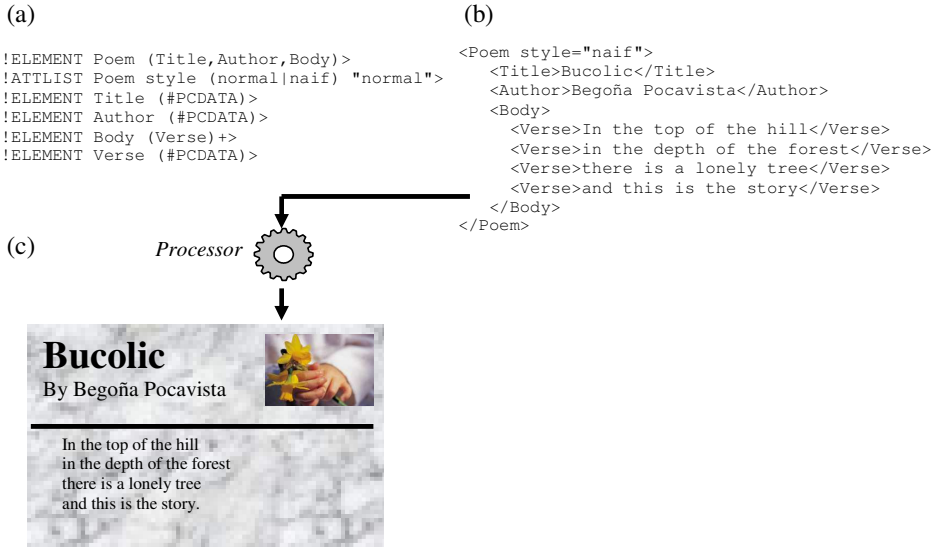 (a)
!ELEMENT Poem (Title,Author,Body)>
!ATTLIST Poem style (normal|naif) "normal">
!ELEMENT Title (#PCDATA)>
!ELEMENT Author (#PCDATA)>
!ELEMENT Body (Verse)+>
!ELEMENT Verse (#PCDATA)>
(b)
<Poem style="naif">
<Title>Bucolic</Title>
<Author>Begoña Pocavista</Author>
<Body>
<Verse>In the top of the hill</Verse>
<Verse>in the depth of the forest</Verse>
<Verse>there is a lonely tree</Verse>
<Verse>and this is the story</Verse>
</Body>
</Poem>
(c)
Processor
Bucolic
By Begoña Pocavista
In the top of the hill
in the depth of the forest
there is a lonely tree
and this is the story.